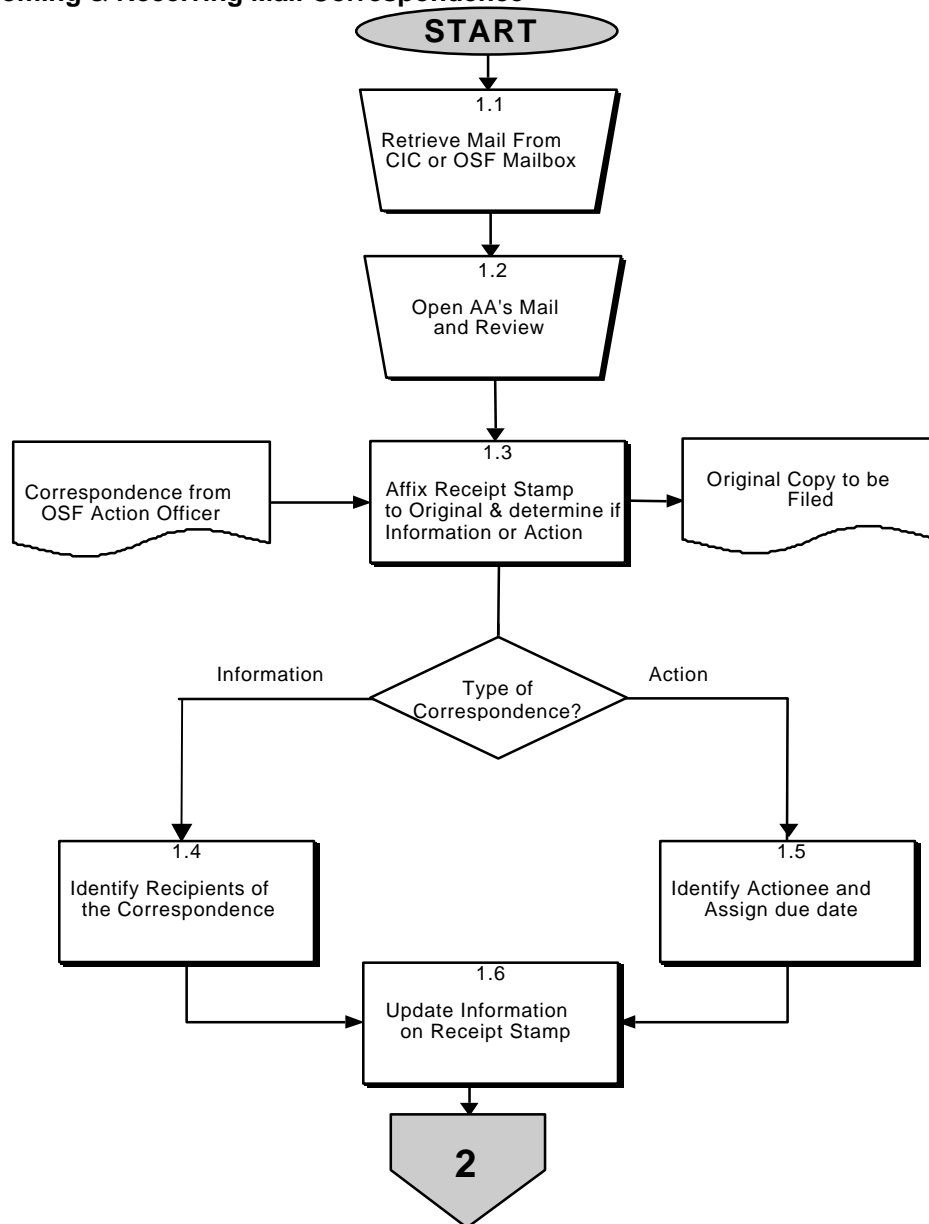 & Receiving Mail Correspondence
START
1.1
Retrieve Mail From
CIC or OSF Mailbox
1.2
Open AA's Mail
and Review
1.3
Affix Receipt Stamp
to Original & determine if
Information or Action
Correspondence from
OSF Action Officer
Original Copy to be
Filed
Type of
Correspondence?
Information
Action
1.4
Identify Recipients of
the Correspondence
1.5
Identify Actionee and
Assign due date
1.6
Update Information
on Receipt Stamp
2